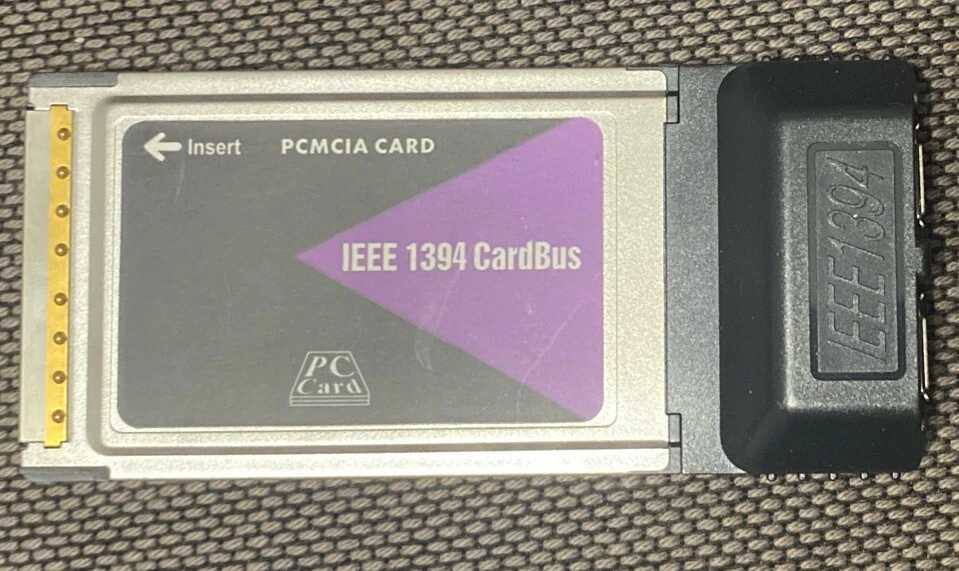 Insert PCMCIA CARD
IEEE 1394 CardBus
PC
Card
IEEE1394